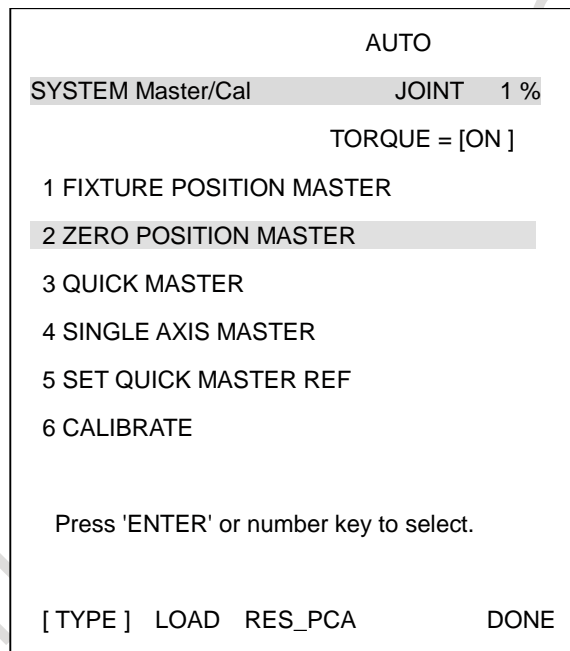 AUTO
SYSTEM Master/Cal JOINT 1 %
TORQUE = [ON ]
1 FIXTURE POSITION MASTER
2 ZERO POSITION MASTER
3 QUICK MASTER
4 SINGLE AXIS MASTER
5 SET QUICK MASTER REF
6 CALIBRATE
Press 'ENTER' or number key to select.
[ TYPE ] LOAD RES_PCA DONE